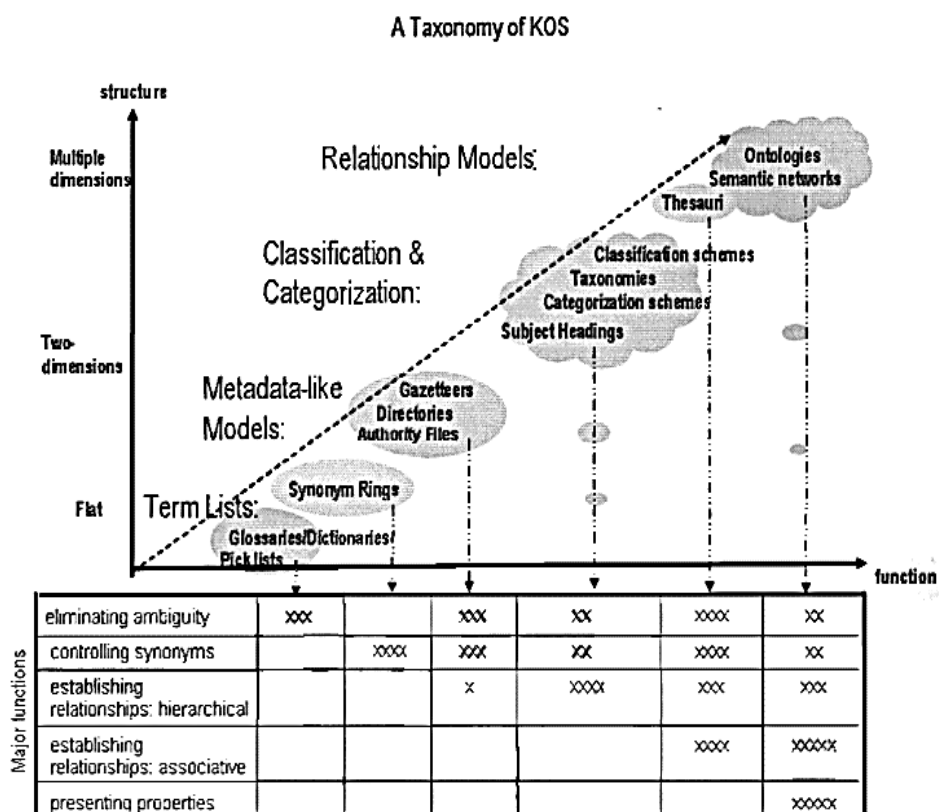 A Taxonomy of KOS
structure
Multiple
dimensions
Relationship Models:
Ontologies
Semantic networks
Thesauri
Classification &
Categorization:
Classification schemes
Taxonomies
Categorization schemes
Subject Headings
Two-
dimensions
Metadata-like
Models:
Gazetteers
Directories
Authority Files
Synonym Rings
Flat
Term Lists:
Glossaries/Dictionaries
Pick lists
function
Major functions
eliminating ambiguity XXX XXX XX XXXX XX
controlling synonyms XXXX XXX XX XXXX XX
establishing
relationships: hierarchical X XXXX XXX XXX
establishing
relationships: associative XXXX XXXXX
presenting properties XXXXX